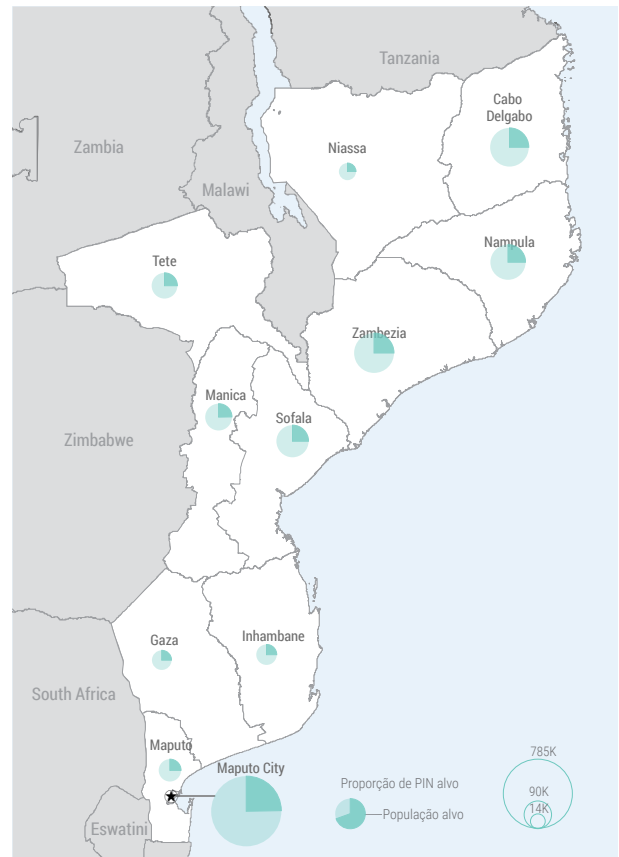 Tanzania
Cabo
Delgabo
Zambia
Niassa
Malawi
Nampula
Tete
Zambezia
Manica
Sofala
Zimbabwe
Gaza
Inhambane
South Africa
Maputo
785K
Maputo City
Proporção de PIN alvo
90K
14K
População alvo
Eswatini